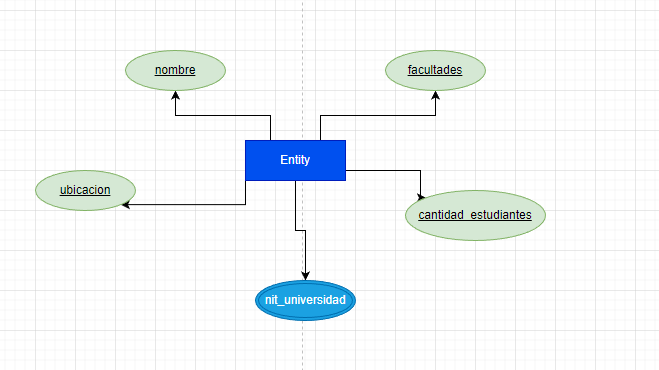 nombre
facultades
Entity
ubicacion
cantidad_estudiantes
nit_universidad